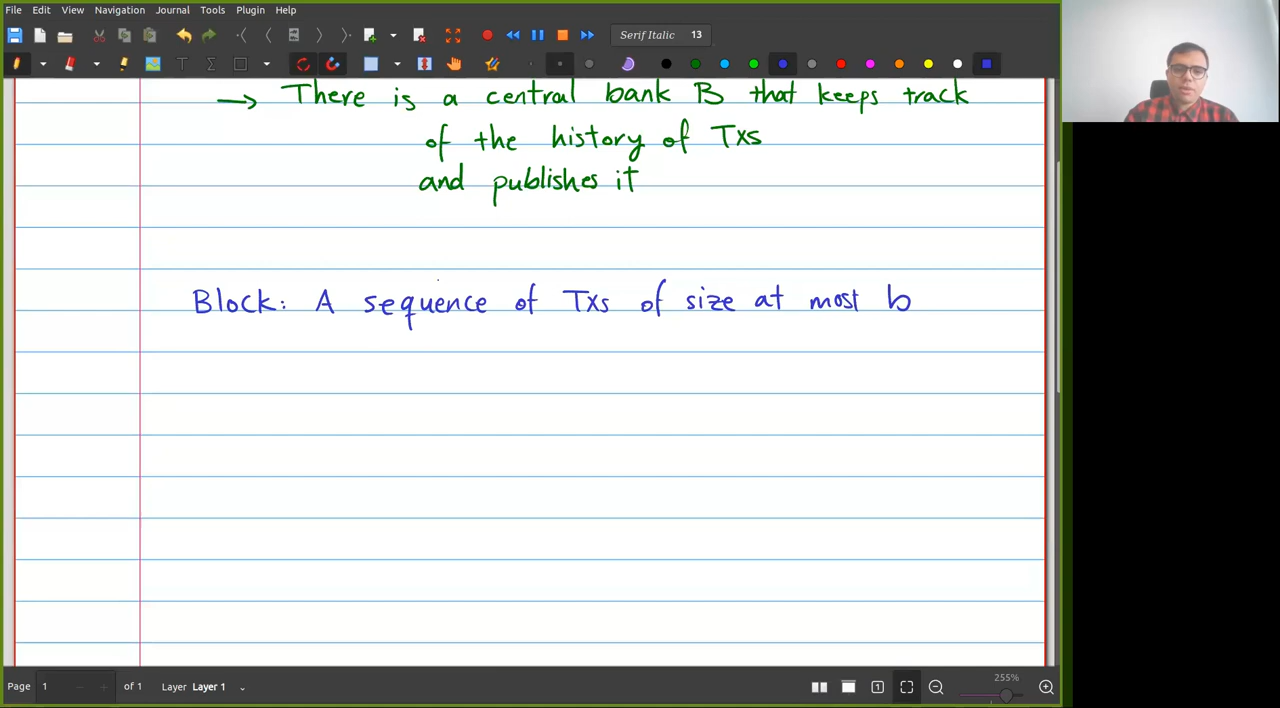 File Edit View Navigation Journal Tools Plugin Help
Serif Italic 13
→ There is a central bank B that keeps track
of the history of Txs
and publishes it
Block: A sequence of Txs of size at most b
Page 1 of 1 Layer Layer 1 255%